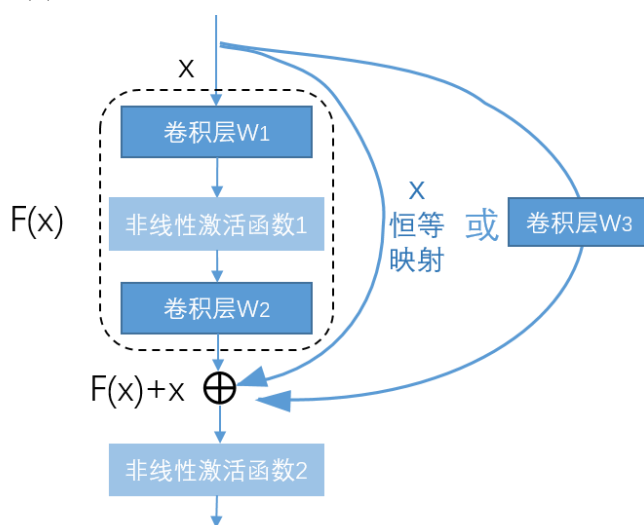 x
卷积层W1
F(x)
非线性激活函数1
x
恒等
映射
或
卷积层W3
卷积层W2
F(x)+x
非线性激活函数2